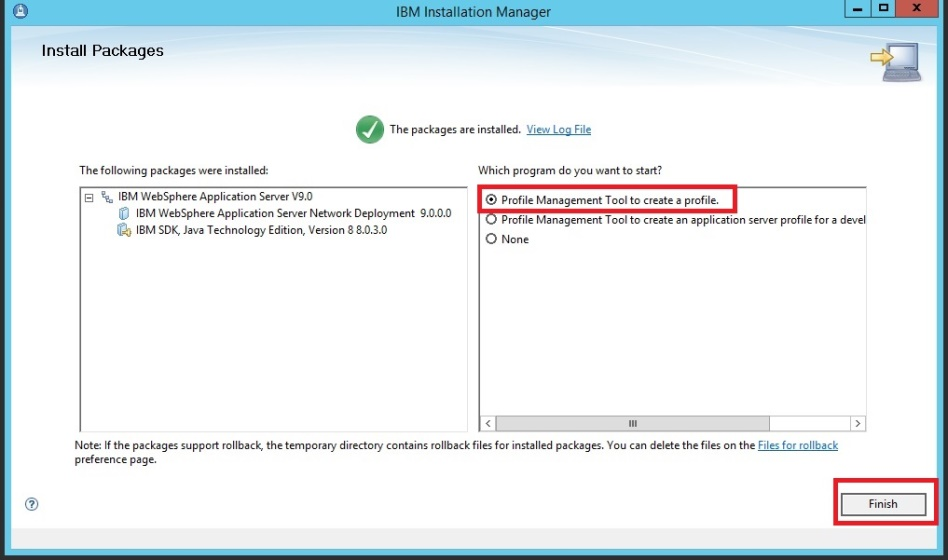 IBM Installation Manager
Install Packages
The packages are installed. View Log File
The following packages were installed:
IBM WebSphere Application Server V9.0
IBM WebSphere Application Server Network Deployment 9.0.0.0
IBM SDK, Java Technology Edition, Version 8 8.0.3.0
Which program do you want to start?
Profile Management Tool to create a profile.
Profile Management Tool to create an application server profile for a devel
None
Note: If the packages support rollback, the temporary directory contains rollback files for installed packages. You can delete the files on the Files for rollback
preference page.
?
Finish